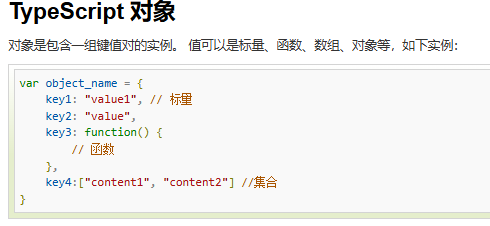 TypeScript 对象
对象是包含一组键值对的实例。 值可以是标量、函数、数组、对象等，如下实例：
var object_name = {
    key1: "value1", // 标量
    key2: "value",
    key3: function() {
        // 函数
    },
    key4:["content1", "content2"] //集合
}